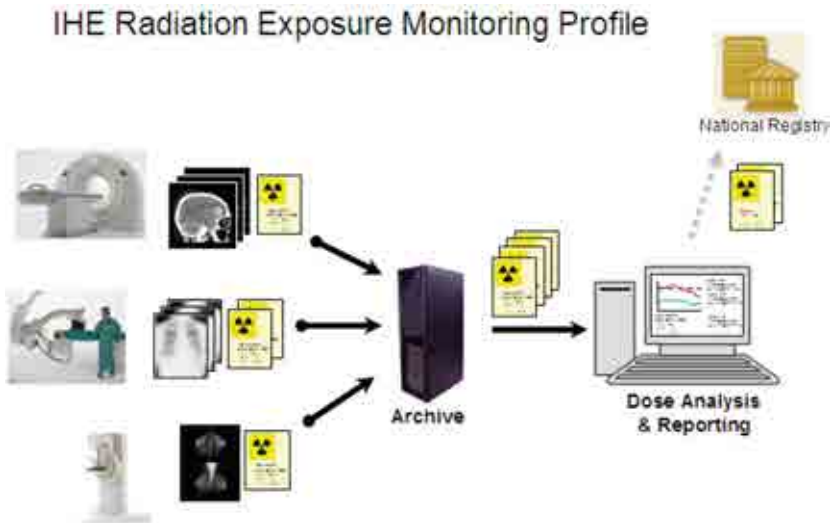 IHE Radiation Exposure Monitoring Profile
National Registry
Archive
Dose Analysis
& Reporting